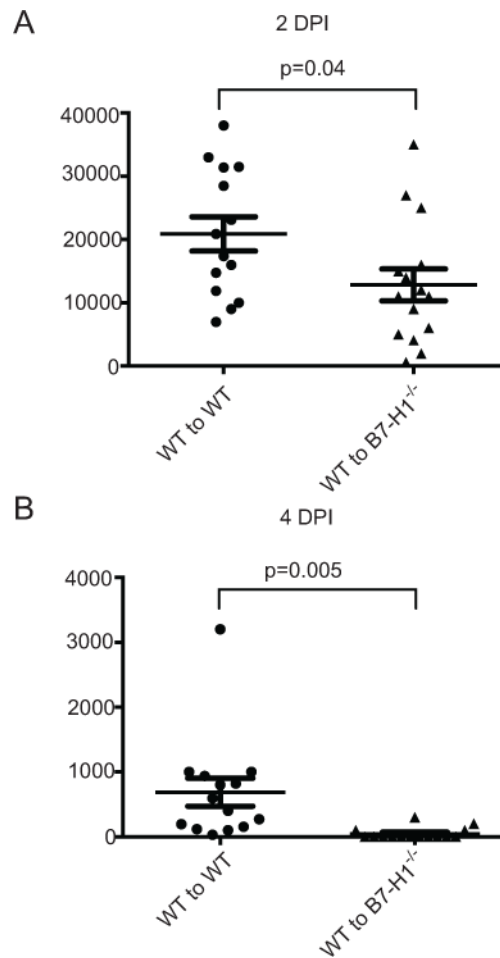 A
2 DPI
p=0.04
40000
30000
20000
10000
0
WT to WT
WT to B7-H1-/-
B
4 DPI
p=0.005
4000
3000
2000
1000
0
WT to WT
WT to B7-H1-/-